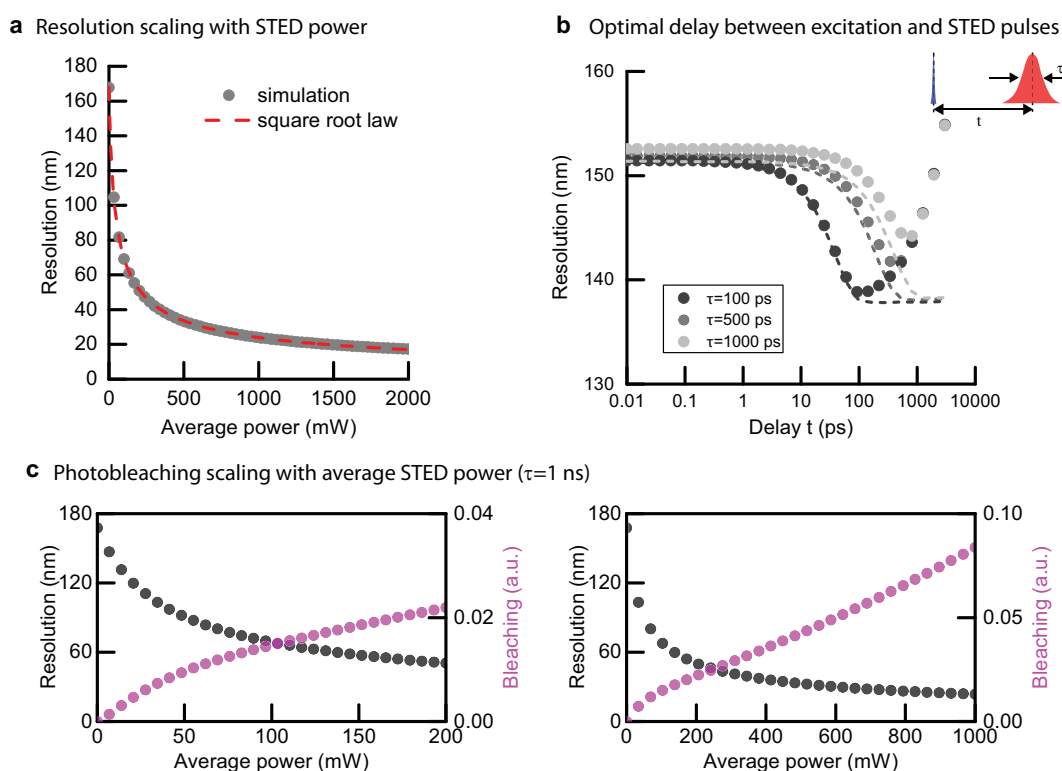 a Resolution scaling with STED power
180
160
140
120
100
80
60
40
20
0
Resolution (nm)
simulation
square root law
0 500 1000 1500 2000
Average power (mW)
b Optimal delay between excitation and STED pulses
160
150
140
130
Resolution (nm)
τ
t
τ=100 ps
τ=500 ps
τ=1000 ps
0.01 0.1 1 10 100 1000 10000
Delay t (ps)
c Photobleaching scaling with average STED power (τ=1 ns)
180
120
60
0
Resolution (nm)
0.04
0.02
0.00
Bleaching (a.u.)
0 50 100 150 200
Average power (mW)
mW
180
120
60
0
Resolution (nm)
0.10
0.05
0.00
Bleaching (a.u.)
0 200 400 600 800 1000
Average power (mW)
mW